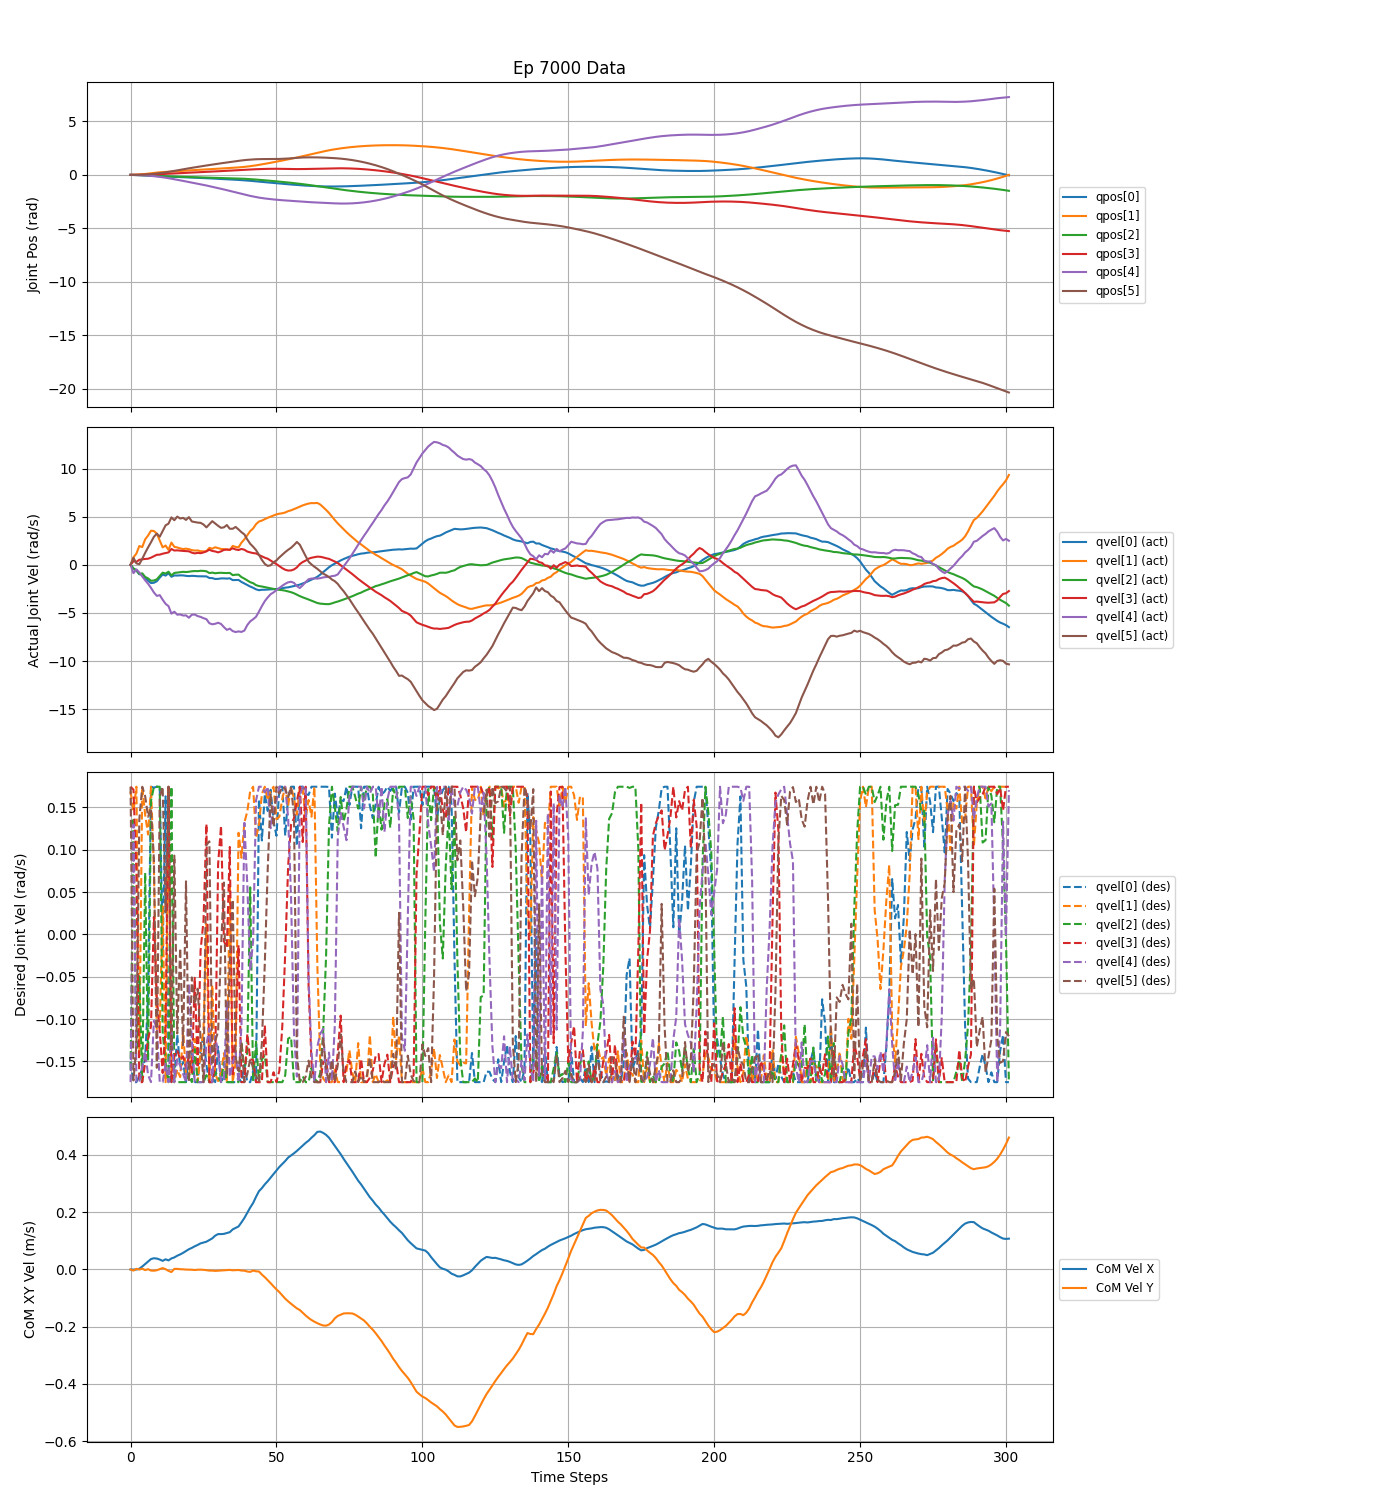 Ep 7000 Data
Joint Pos (rad)
5
0
−5
−10
−15
−20
qpos[0]
qpos[1]
qpos[2]
qpos[3]
qpos[4]
qpos[5]
Actual Joint Vel (rad/s)
10
5
0
−5
−10
−15
qvel[0] (act)
qvel[1] (act)
qvel[2] (act)
qvel[3] (act)
qvel[4] (act)
qvel[5] (act)
Desired Joint Vel (rad/s)
0.15
0.10
0.05
0.00
−0.05
−0.10
−0.15
qvel[0] (des)
qvel[1] (des)
qvel[2] (des)
qvel[3] (des)
qvel[4] (des)
qvel[5] (des)
CoM XY Vel (m/s)
0.4
0.2
0.0
−0.2
−0.4
−0.6
CoM Vel X
CoM Vel Y
0 50 100 150 200 250 300
Time Steps